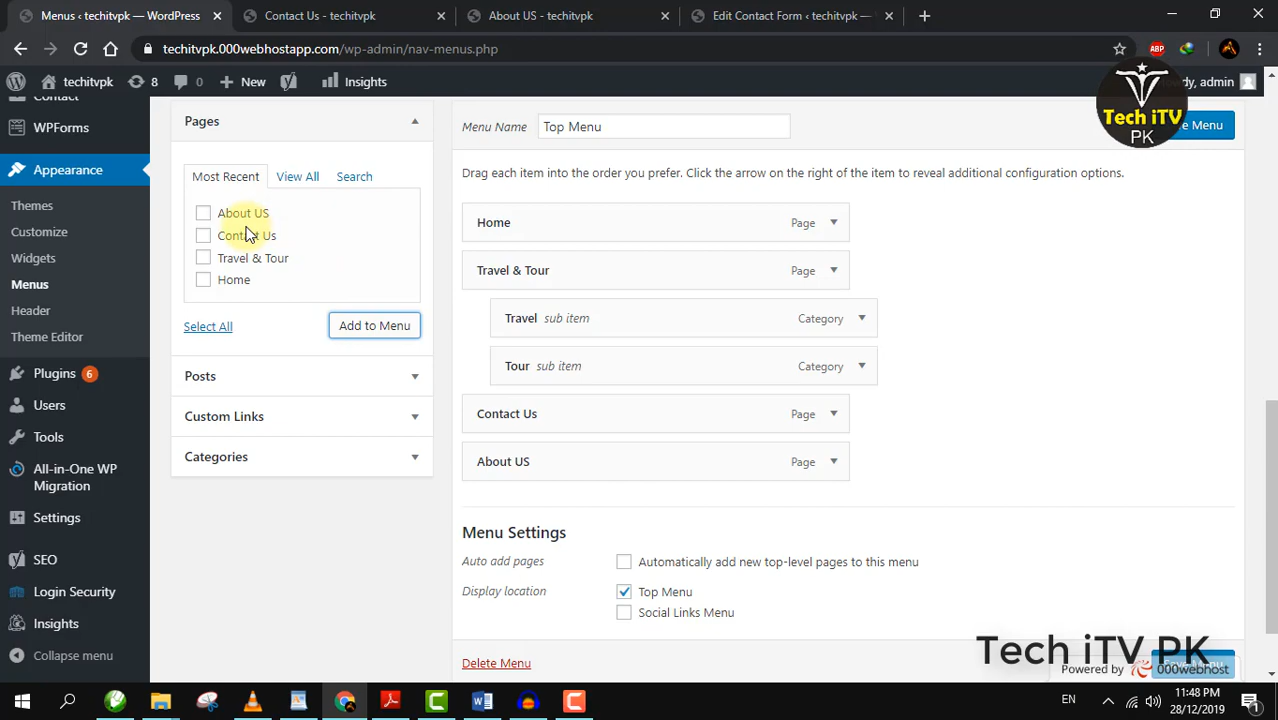 Menus ‹ techitvpk — WordPress
Contact Us - techitvpk
About US - techitvpk
Edit Contact Form ‹ techitvpk —
techitvpk.000webhostapp.com/wp-admin/nav-menus.php
ABP
techitvpk
8
0
New
Insights
admin
Tech iTV
PK
Contact
WPForms
Appearance
Themes
Customize
Widgets
Menus
Header
Theme Editor
Plugins 6
Users
Tools
All-in-One WP
Migration
Settings
SEO
Login Security
Insights
Collapse menu
Pages
Most Recent
View All
Search
About US
Contact Us
Travel & Tour
Home
Select All
Add to Menu
Posts
Custom Links
Categories
Menu Name
Top Menu
Menu
Drag each item into the order you prefer. Click the arrow on the right of the item to reveal additional configuration options.
Home Page
Travel & Tour Page
Travel sub item Category
Tour sub item Category
Contact Us Page
About US Page
Menu Settings
Auto add pages
Automatically add new top-level pages to this menu
Display location
Top Menu
Social Links Menu
Delete Menu
Tech iTV PK
Powered by 000webhost
EN
11:48 PM
28/12/2019
1